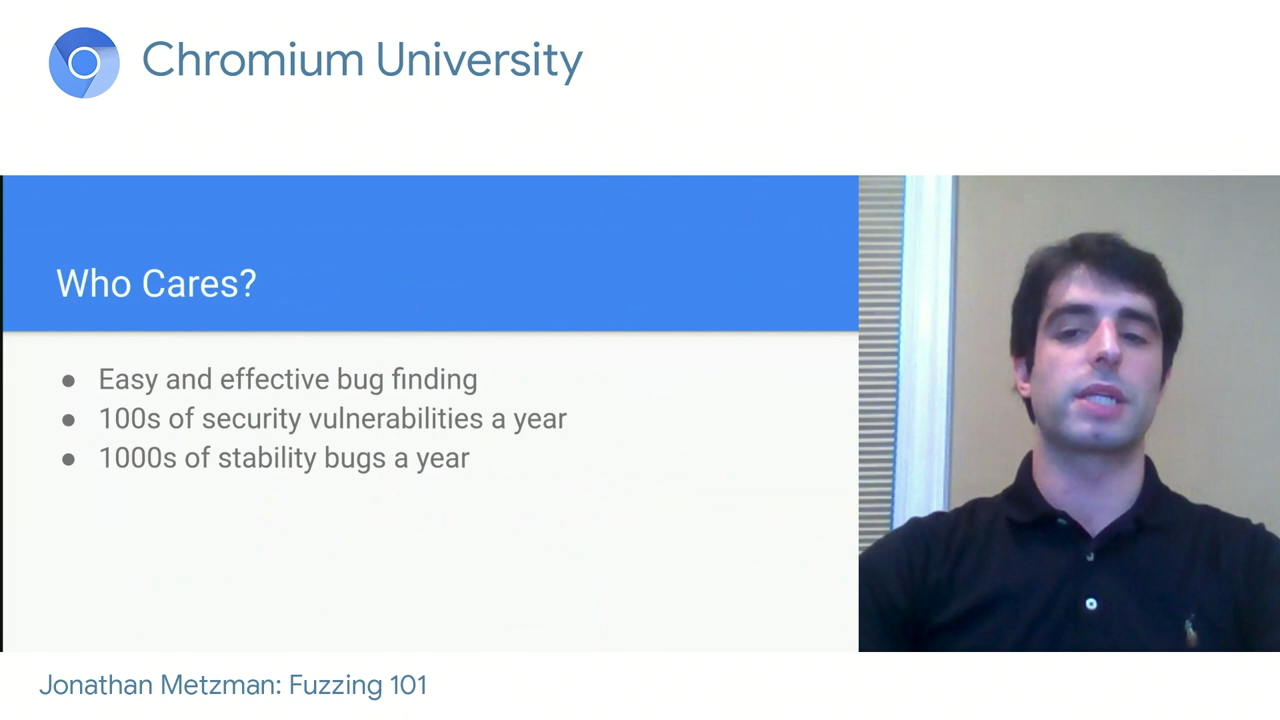 Chromium University
Who Cares?
● Easy and effective bug finding
● 100s of security vulnerabilities a year
● 1000s of stability bugs a year
Jonathan Metzman: Fuzzing 101